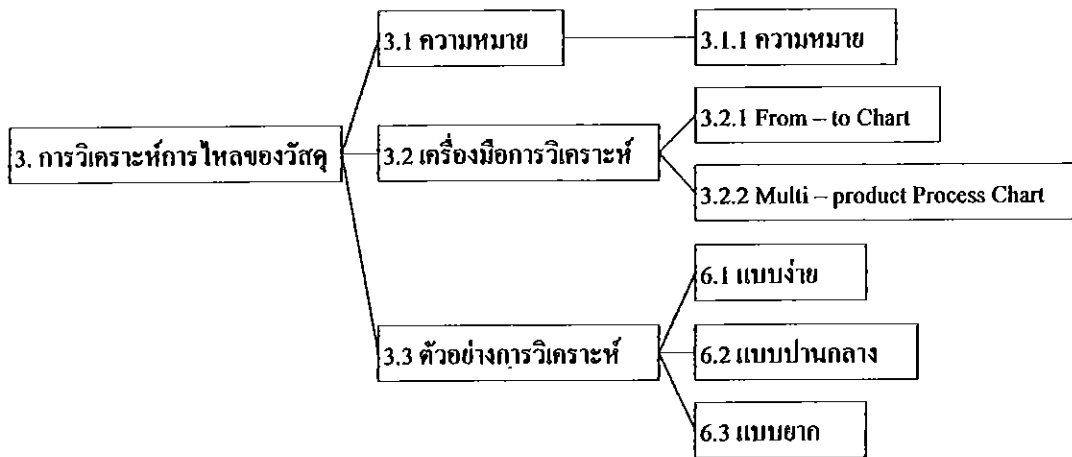 3.1 ความหมาย
3.1.1 ความหมาย
3.2.1 From – to Chart
3. การวิเคราะห์การไหลของวัสดุ
3.2 เครื่องมือการวิเคราะห์
3.2.2 Multi – product Process Chart
6.1 แบบง่าย
3.3 ตัวอย่างการวิเคราะห์
6.2 แบบปานกลาง
6.3 แบบยาก